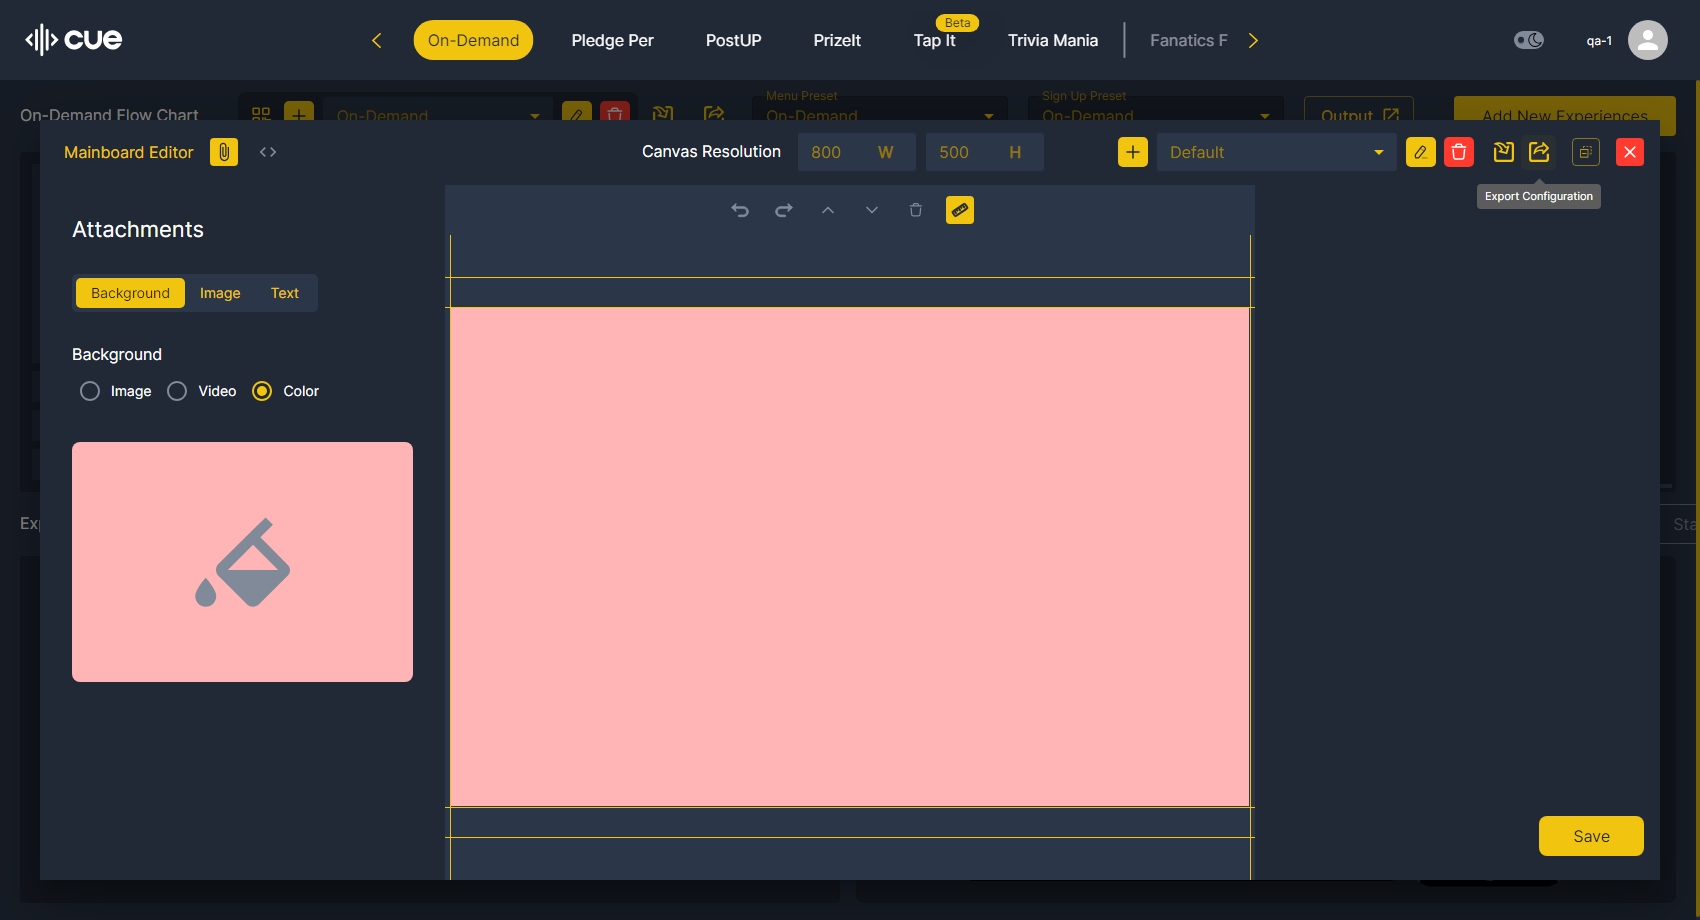 cue
On-Demand
Pledge Per
PostUP
PrizeIt
Beta
Tap It
Trivia Mania
Fanatics F
qa-1
On-Demand Flow Chart
On-Demand
Menu Preset
On-Demand
Sign Up Preset
On-Demand
Output
Add New Experiences
Mainboard Editor
Canvas Resolution
800 W
500 H
Default
Export Configuration
Attachments
Background
Image
Text
Background
Image
Video
Color
Exp
Sta
Save